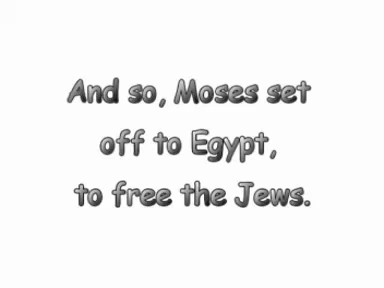 And so, Moses set
off to Egypt,
to free the Jews.